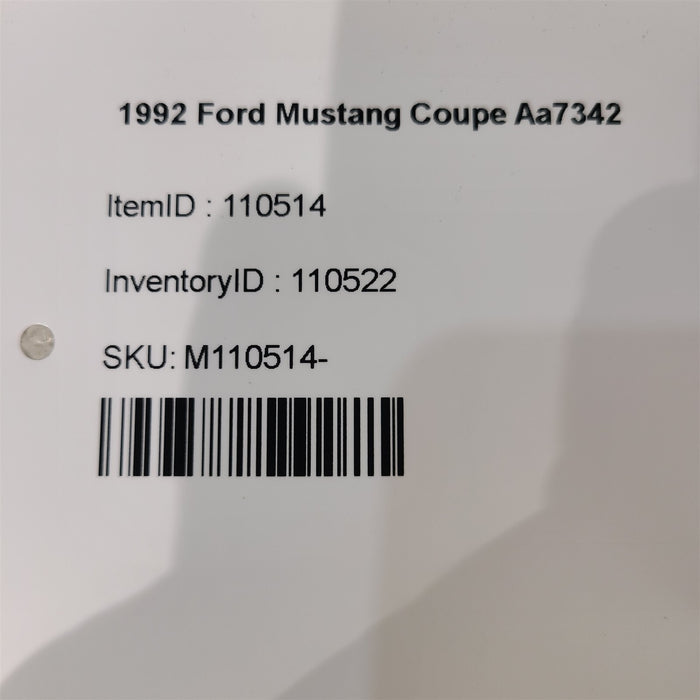 1992 Ford Mustang Coupe Aa7342
ItemID : 110514
InventoryID : 110522
SKU: M110514-